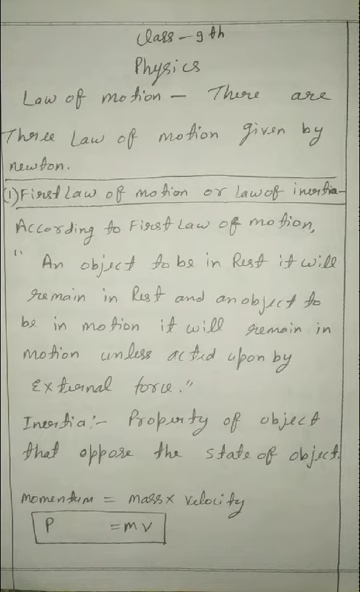 Class - 9th
Physics
Law of motion - There are
Three Law of motion given by
newton.
① First Law of motion or Law of inertia-
According to First Law of motion,
" An object to be in Rest it will
remain in Rest and an object to
be in motion it will remain in
motion unless acted upon by
External force."
Inertia:- Property of object
that oppose the state of object.
momentum = mass x velocity
P = mv